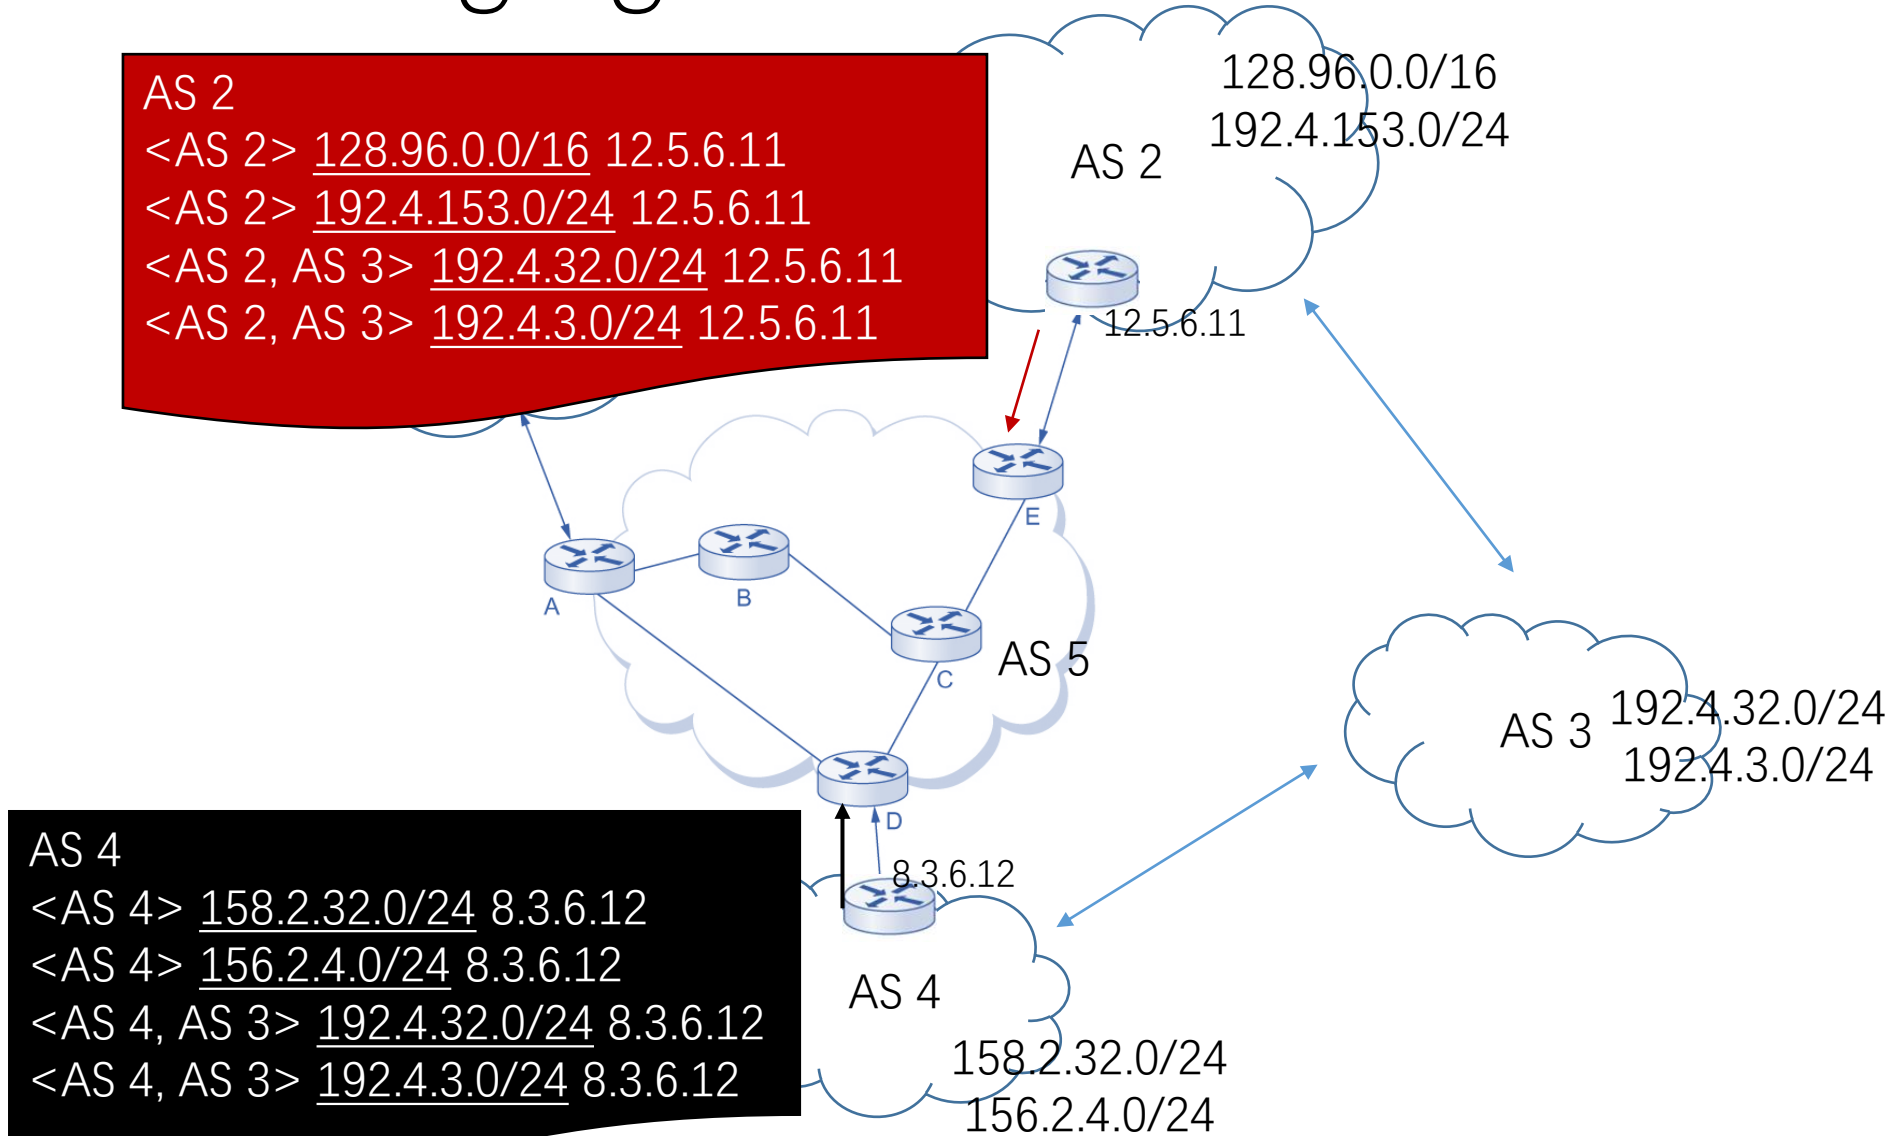 AS 2
<AS 2> 128.96.0.0/16 12.5.6.11
<AS 2> 192.4.153.0/24 12.5.6.11
<AS 2, AS 3> 192.4.32.0/24 12.5.6.11
<AS 2, AS 3> 192.4.3.0/24 12.5.6.11
128.96.0.0/16
192.4.153.0/24
AS 2
12.5.6.11
E
A
B
C
AS 5
D
AS 3
192.4.32.0/24
192.4.3.0/24
AS 4
<AS 4> 158.2.32.0/24 8.3.6.12
<AS 4> 156.2.4.0/24 8.3.6.12
<AS 4, AS 3> 192.4.32.0/24 8.3.6.12
<AS 4, AS 3> 192.4.3.0/24 8.3.6.12
8.3.6.12
AS 4
158.2.32.0/24
156.2.4.0/24